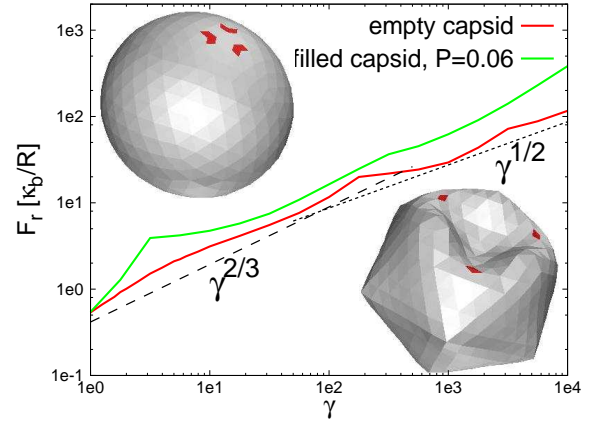 empty capsid
filled capsid, P=0.06
F_r [κ_b/R]
1e3
1e2
1e1
1e0
1e-1
γ^{2/3}
γ^{1/2}
1e0 1e1 1e2 1e3 1e4
γ